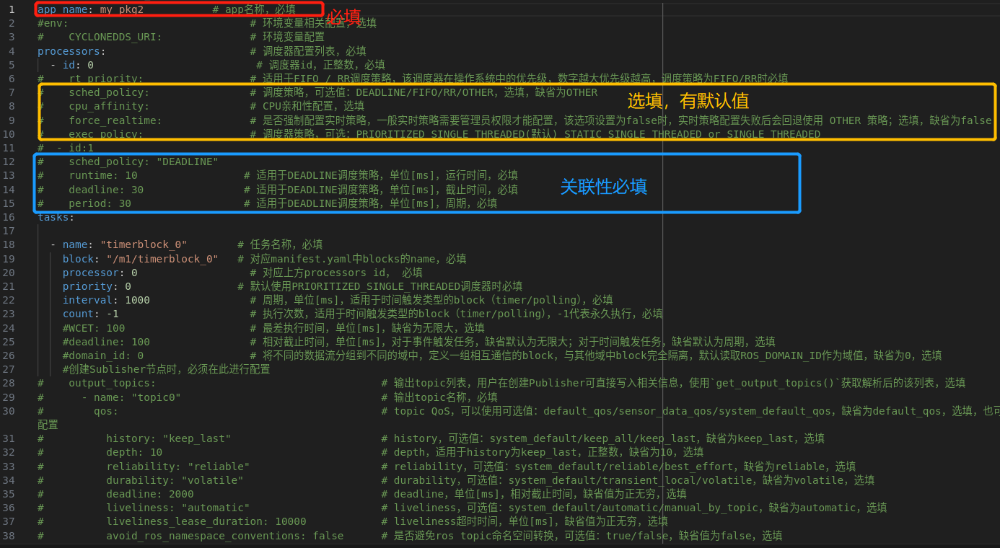 1 app_name: my_pkg2 # app名称，必填
必填
2 #env: # 环境变量相关配置，选填
3 # CYCLONEDDS_URI: # 环境变量配置
4 processors: # 调度器配置列表，必填
5 - id: 0 # 调度器id，正整数，必填
6 # rt_priority: # 适用于FIFO / RR调度策略，该调度器在操作系统中的优先级，数字越大优先级越高，调度策略为FIFO/RR时必填
7 # sched_policy: # 调度策略，可选值：DEADLINE/FIFO/RR/OTHER，选填，缺省为OTHER
选填，有默认值
8 # cpu_affinity: # CPU亲和性配置，选填
9 # force_realtime: # 是否强制配置实时策略，一般实时策略需要管理员权限才能配置，该选项设置为false时，实时策略配置失败后会回退使用 OTHER 策略；选填，缺省为false
10 # exec_policy: # 调度器策略，可选：PRIORITIZED_SINGLE_THREADED(默认) STATIC_SINGLE_THREADED or SINGLE_THREADED
11 # - id:1
12 # sched_policy: "DEADLINE"
13 # runtime: 10 # 适用于DEADLINE调度策略，单位[ms]，运行时间，必填
14 # deadline: 30 # 适用于DEADLINE调度策略，单位[ms]，截止时间，必填
关联性必填
15 # period: 30 # 适用于DEADLINE调度策略，单位[ms]，周期，必填
16 tasks:
17
18 - name: "timerblock_0" # 任务名称，必填
19 block: "/m1/timerblock_0" # 对应manifest.yaml中blocks的name，必填
20 processor: 0 # 对应上方processors id， 必填
21 priority: 0 # 默认使用PRIORITIZED_SINGLE_THREADED调度器时必填
22 interval: 1000 # 周期，单位[ms]，适用于时间触发类型的block（timer/polling），必填
23 count: -1 # 执行次数，适用于时间触发类型的block（timer/polling），-1代表永久执行，必填
24 #WCET: 100 # 最差执行时间，单位[ms]，缺省为无限大，选填
25 #deadline: 100 # 相对截止时间，单位[ms]，对于事件触发任务，缺省默认为无限大；对于时间触发任务，缺省默认为周期，选填
26 #domain_id: 0 # 将不同的数据流分组到不同的域中，定义一组相互通信的block，与其他域中block完全隔离，默认读取ROS_DOMAIN_ID作为域值，缺省为0，选填
27 #创建Sublisher节点时，必须在此进行配置
28 # output_topics: # 输出topic列表，用户在创建Publisher可直接写入相关信息，使用`get_output_topics()`获取解析后的该列表，选填
29 # - name: "topic0" # 输出topic名称，必填
30 # qos: # topic QoS，可以使用可选值：default_qos/sensor_data_qos/system_default_qos，缺省为default_qos，选填，也可
配置
31 # history: "keep_last" # history，可选值：system_default/keep_all/keep_last，缺省为keep_last，选填
32 # depth: 10 # depth，适用于history为keep_last，正整数，缺省为10，选填
33 # reliability: "reliable" # reliability，可选值：system_default/reliable/best_effort，缺省为reliable，选填
34 # durability: "volatile" # durability，可选值：system_default/transient_local/volatile，缺省为volatile，选填
35 # deadline: 2000 # deadline，单位[ms]，相对截止时间，缺省值为正无穷，选填
36 # liveliness: "automatic" # liveliness，可选值：system_default/automatic/manual_by_topic，缺省为automatic，选填
37 # liveliness_lease_duration: 10000 # liveliness超时时间，单位[ms]，缺省值为正无穷，选填
38 # avoid_ros_namespace_conventions: false # 是否避免ros topic命名空间转换，可选值：true/false，缺省值为false，选填